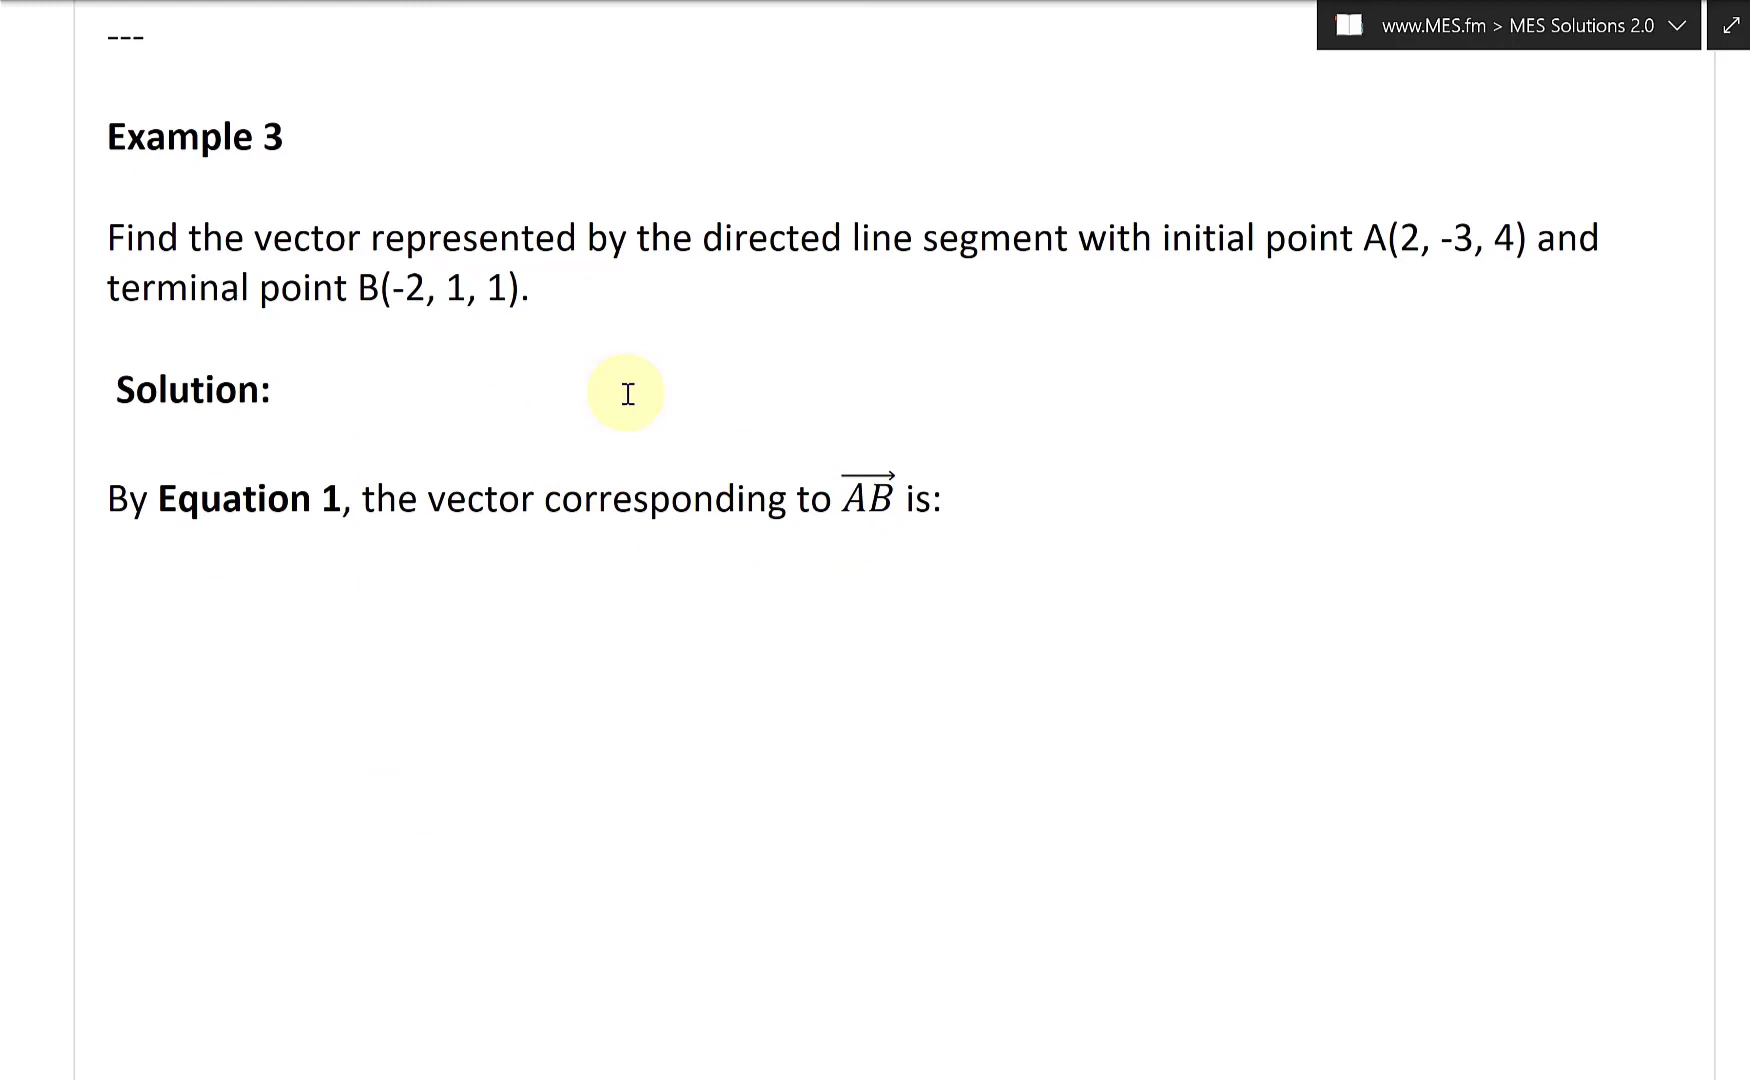 www.MES.fm > MES Solutions 2.0
---
Example 3
Find the vector represented by the directed line segment with initial point A(2, -3, 4) and
terminal point B(-2, 1, 1).
Solution:
By Equation 1, the vector corresponding to $\overrightarrow{AB}$ is: